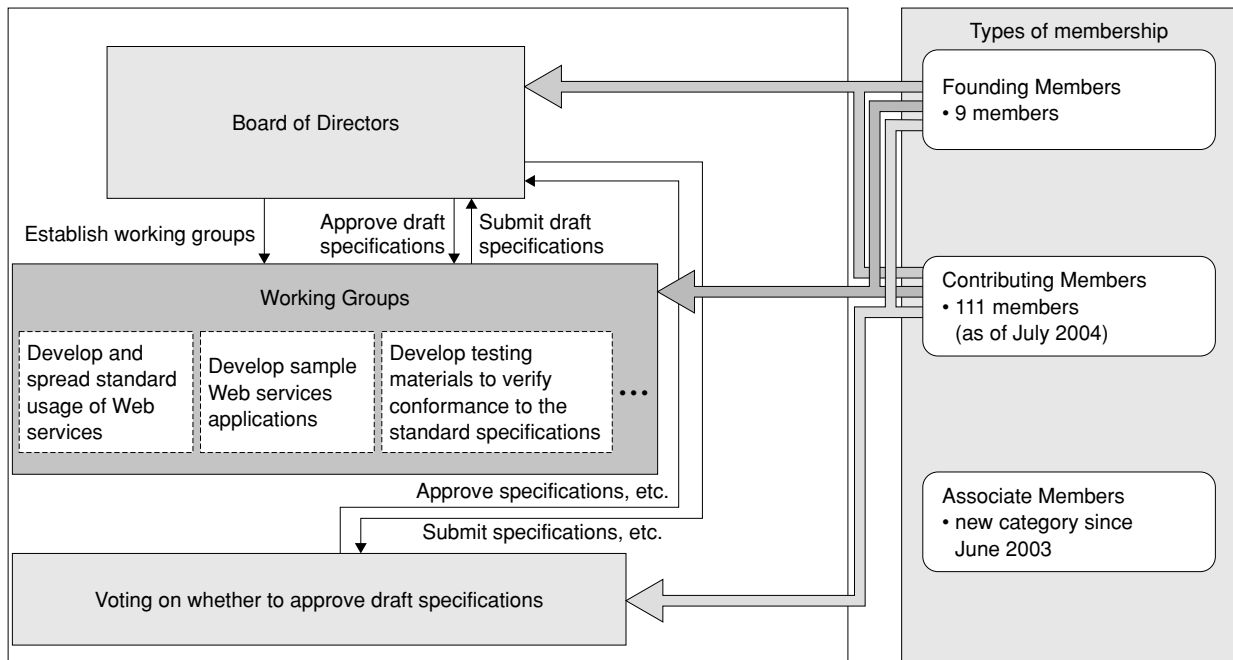 Types of membership
Founding Members
• 9 members
Board of Directors
Establish working groups
Approve draft
specifications
Submit draft
specifications
Working Groups
Develop and
spread standard
usage of Web
services
Develop sample
Web services
applications
Develop testing
materials to verify
conformance to the
standard specifications
•••
Contributing Members
• 111 members
(as of July 2004)
Approve specifications, etc.
Submit specifications, etc.
Associate Members
• new category since
June 2003
Voting on whether to approve draft specifications